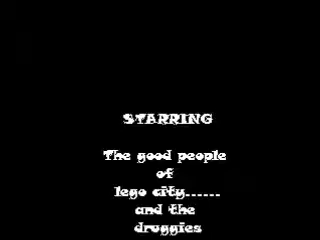 STARRING
The good people
of
lego city......
and the
druggies